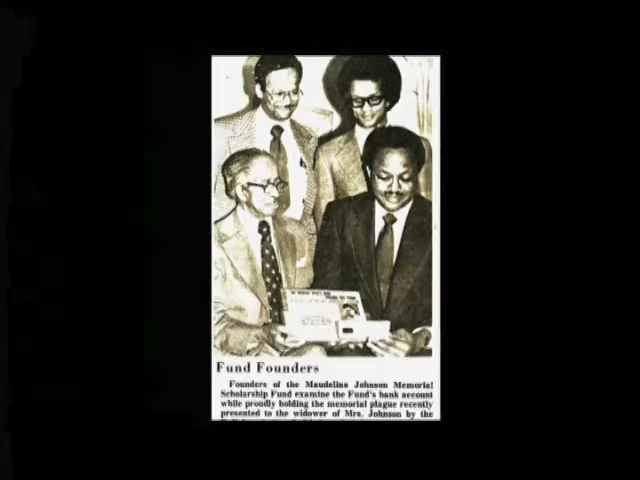 Fund Founders
Founders of the Maudelina Johnson Memorial
Scholarship Fund examine the Fund's bank account
while proudly holding the memorial plague recently
presented to the widower of Mrs. Johnson by the